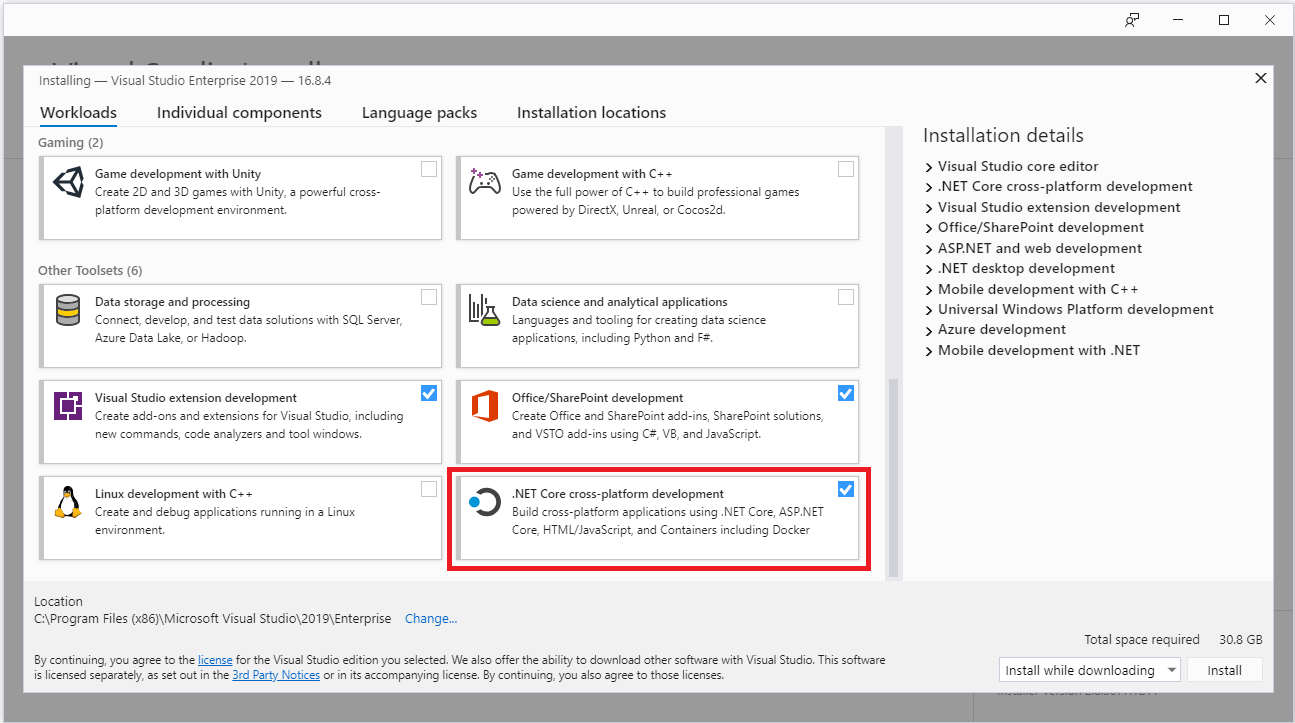 Installing — Visual Studio Enterprise 2019 — 16.8.4
Workloads
Individual components
Language packs
Installation locations
Gaming (2)
Game development with Unity
Create 2D and 3D games with Unity, a powerful cross-
platform development environment.
Game development with C++
Use the full power of C++ to build professional games
powered by DirectX, Unreal, or Cocos2d.
Other Toolsets (6)
Data storage and processing
Connect, develop, and test data solutions with SQL Server,
Azure Data Lake, or Hadoop.
Data science and analytical applications
Languages and tooling for creating data science
applications, including Python and F#.
Visual Studio extension development
Create add-ons and extensions for Visual Studio, including
new commands, code analyzers and tool windows.
Office/SharePoint development
Create Office and SharePoint add-ins, SharePoint solutions,
and VSTO add-ins using C#, VB, and JavaScript.
Linux development with C++
Create and debug applications running in a Linux
environment.
.NET Core cross-platform development
Build cross-platform applications using .NET Core, ASP.NET
Core, HTML/JavaScript, and Containers including Docker
Installation details
Visual Studio core editor
.NET Core cross-platform development
Visual Studio extension development
Office/SharePoint development
ASP.NET and web development
.NET desktop development
Mobile development with C++
Universal Windows Platform development
Azure development
Mobile development with .NET
Location
C:\Program Files (x86)\Microsoft Visual Studio\2019\Enterprise
Change...
Total space required 30.8 GB
By continuing, you agree to the license for the Visual Studio edition you selected. We also offer the ability to download other software with Visual Studio. This software
is licensed separately, as set out in the 3rd Party Notices or in its accompanying license. By continuing, you also agree to those licenses.
Install while downloading
Install